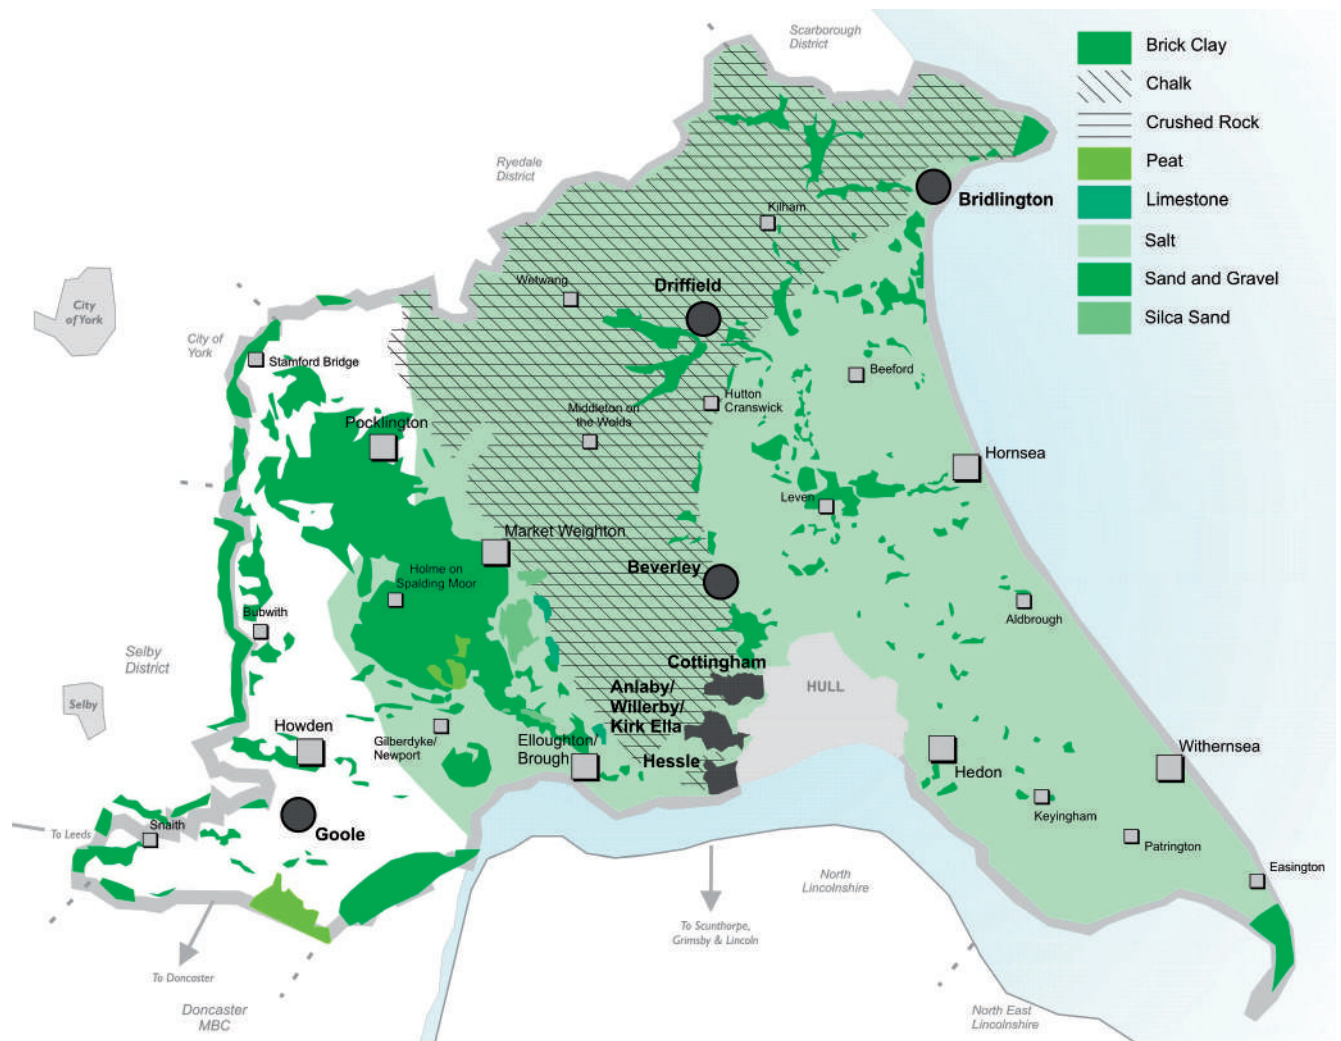 Scarborough
District
Brick Clay
Chalk
Crushed Rock
Peat
Limestone
Salt
Sand and Gravel
Silca Sand
Ryedale
District
Bridlington
Kilham
Wetwang
Driffield
City
of York
City of
York
Stamford Bridge
Beeford
Hutton
Cranswick
Middleton on
the Wolds
Pocklington
Hornsea
Leven
Market Weighton
Beverley
Holme on
Spalding Moor
Bubwith
Aldbrough
Selby
District
Cottingham
Anlaby/
Willerby/
Kirk Ella
HULL
Selby
Howden
Gilberdyke/
Newport
Elloughton/
Brough
Hessle
Hedon
Withernsea
Keyingham
Patrington
Easington
To Leeds
Snaith
Goole
North
Lincolnshire
To Scunthorpe,
Grimsby & Lincoln
To Doncaster
Doncaster
MBC
North East
Lincolnshire